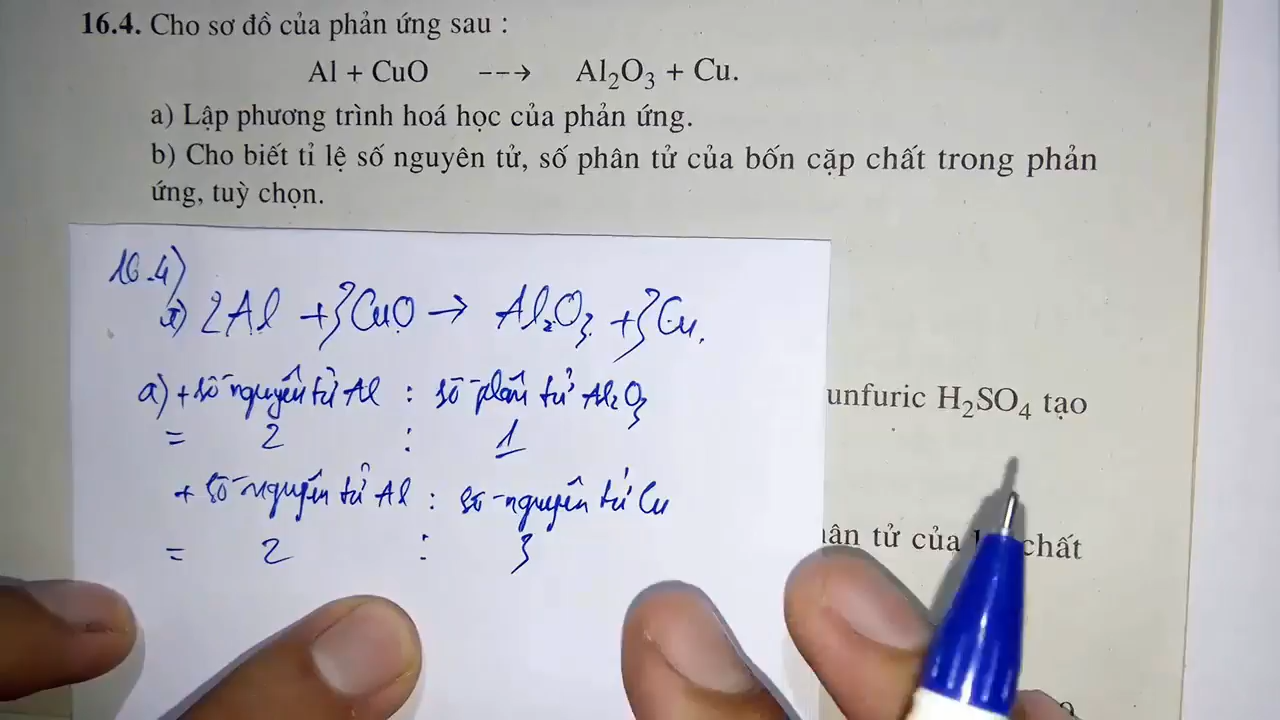 16.4. Cho sơ đồ của phản ứng sau :
Al + CuO ---> Al₂O₃ + Cu.
a) Lập phương trình hoá học của phản ứng.
b) Cho biết tỉ lệ số nguyên tử, số phân tử của bốn cặp chất trong phản
ứng, tuỳ chọn.
16.4)
a) 2Al + 3CuO → Al₂O₃ + 3Cu.
a) + số nguyên tử Al : số phân tử Al₂O₃
= 2 : 1
+ số nguyên tử Al : số nguyên tử Cu
= 2 : 3
unfuric H₂SO₄ tạo
ân tử của chất